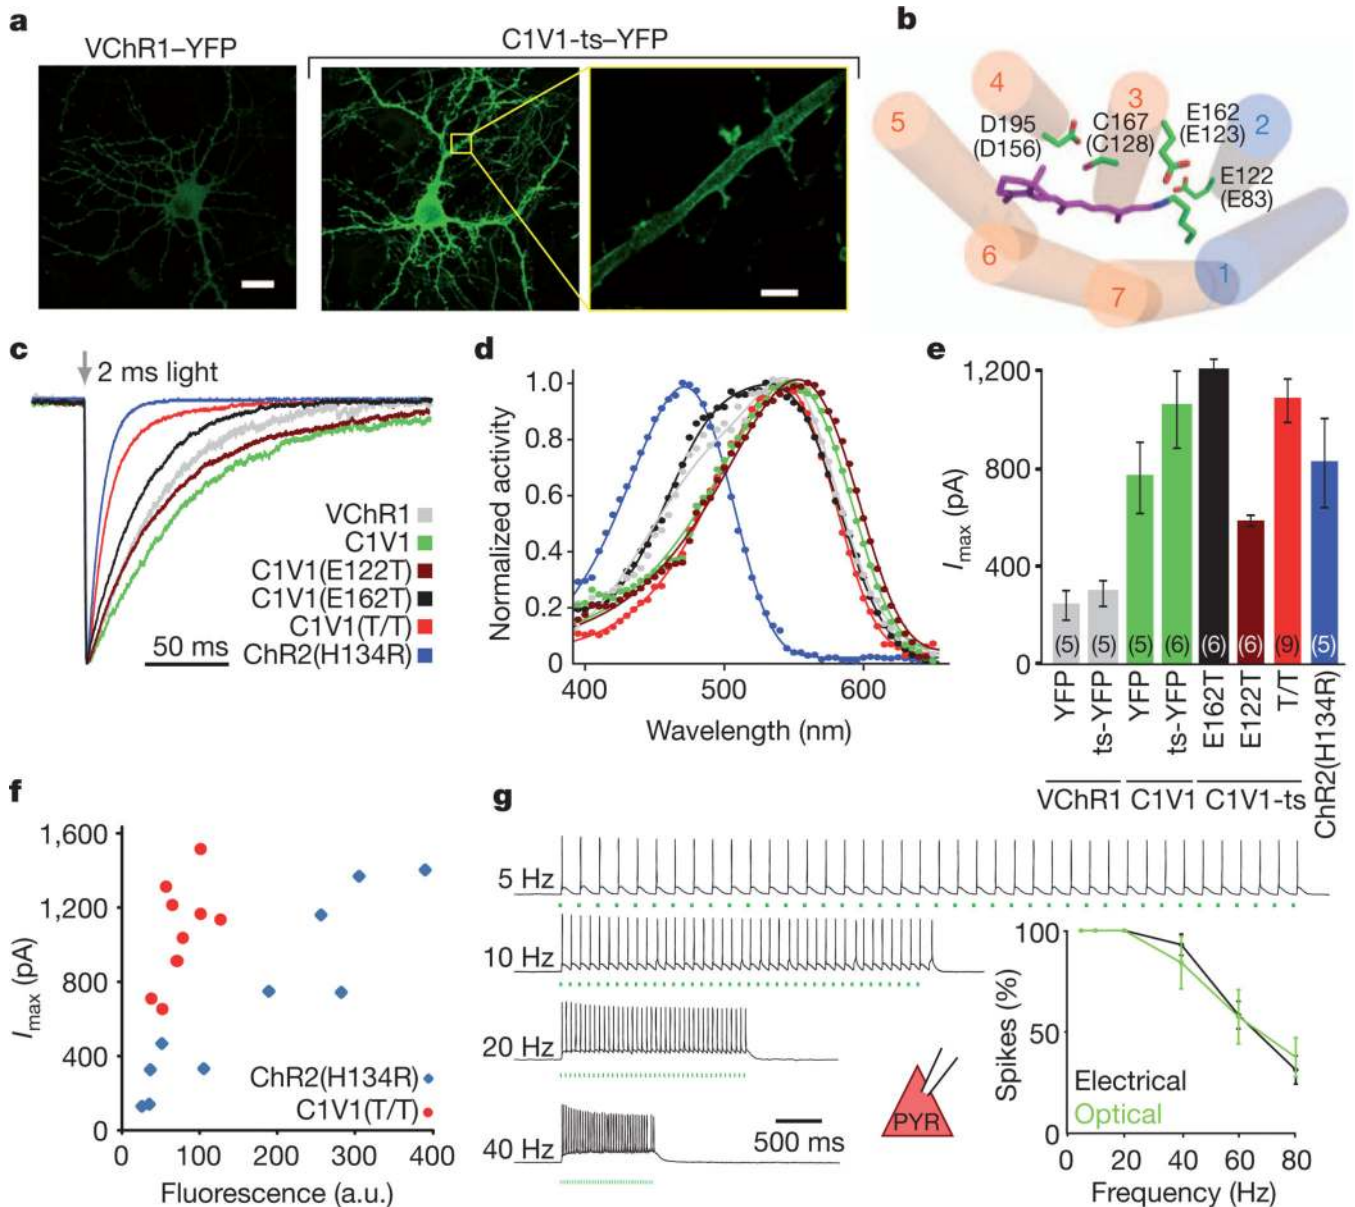 a
VChR1–YFP
C1V1-ts–YFP
b
4
3
5
2
D195
(D156)
C167
(C128)
E162
(E123)
E122
(E83)
6
7
1
c
2 ms light
VChR1
C1V1
C1V1(E122T)
C1V1(E162T)
C1V1(T/T)
ChR2(H134R)
50 ms
d
Normalized activity
1.0
0.8
0.6
0.4
0.2
0
400
500
600
Wavelength (nm)
e
Imax (pA)
1,200
800
400
0
(5)
(5)
(5)
(6)
(6)
(6)
(9)
(5)
YFP
ts-YFP
YFP
ts-YFP
E162T
E122T
T/T
ChR2(H134R)
VChR1
C1V1
C1V1-ts
f
Imax (pA)
1,600
1,200
800
400
0
0
100
200
300
400
ChR2(H134R)
C1V1(T/T)
Fluorescence (a.u.)
g
5 Hz
10 Hz
20 Hz
40 Hz
500 ms
PYR
Spikes (%)
100
50
0
Electrical
Optical
0
20
40
60
80
Frequency (Hz)